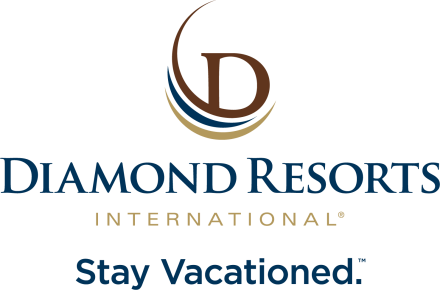 D
DIAMOND RESORTS
INTERNATIONAL®
Stay Vacationed.™